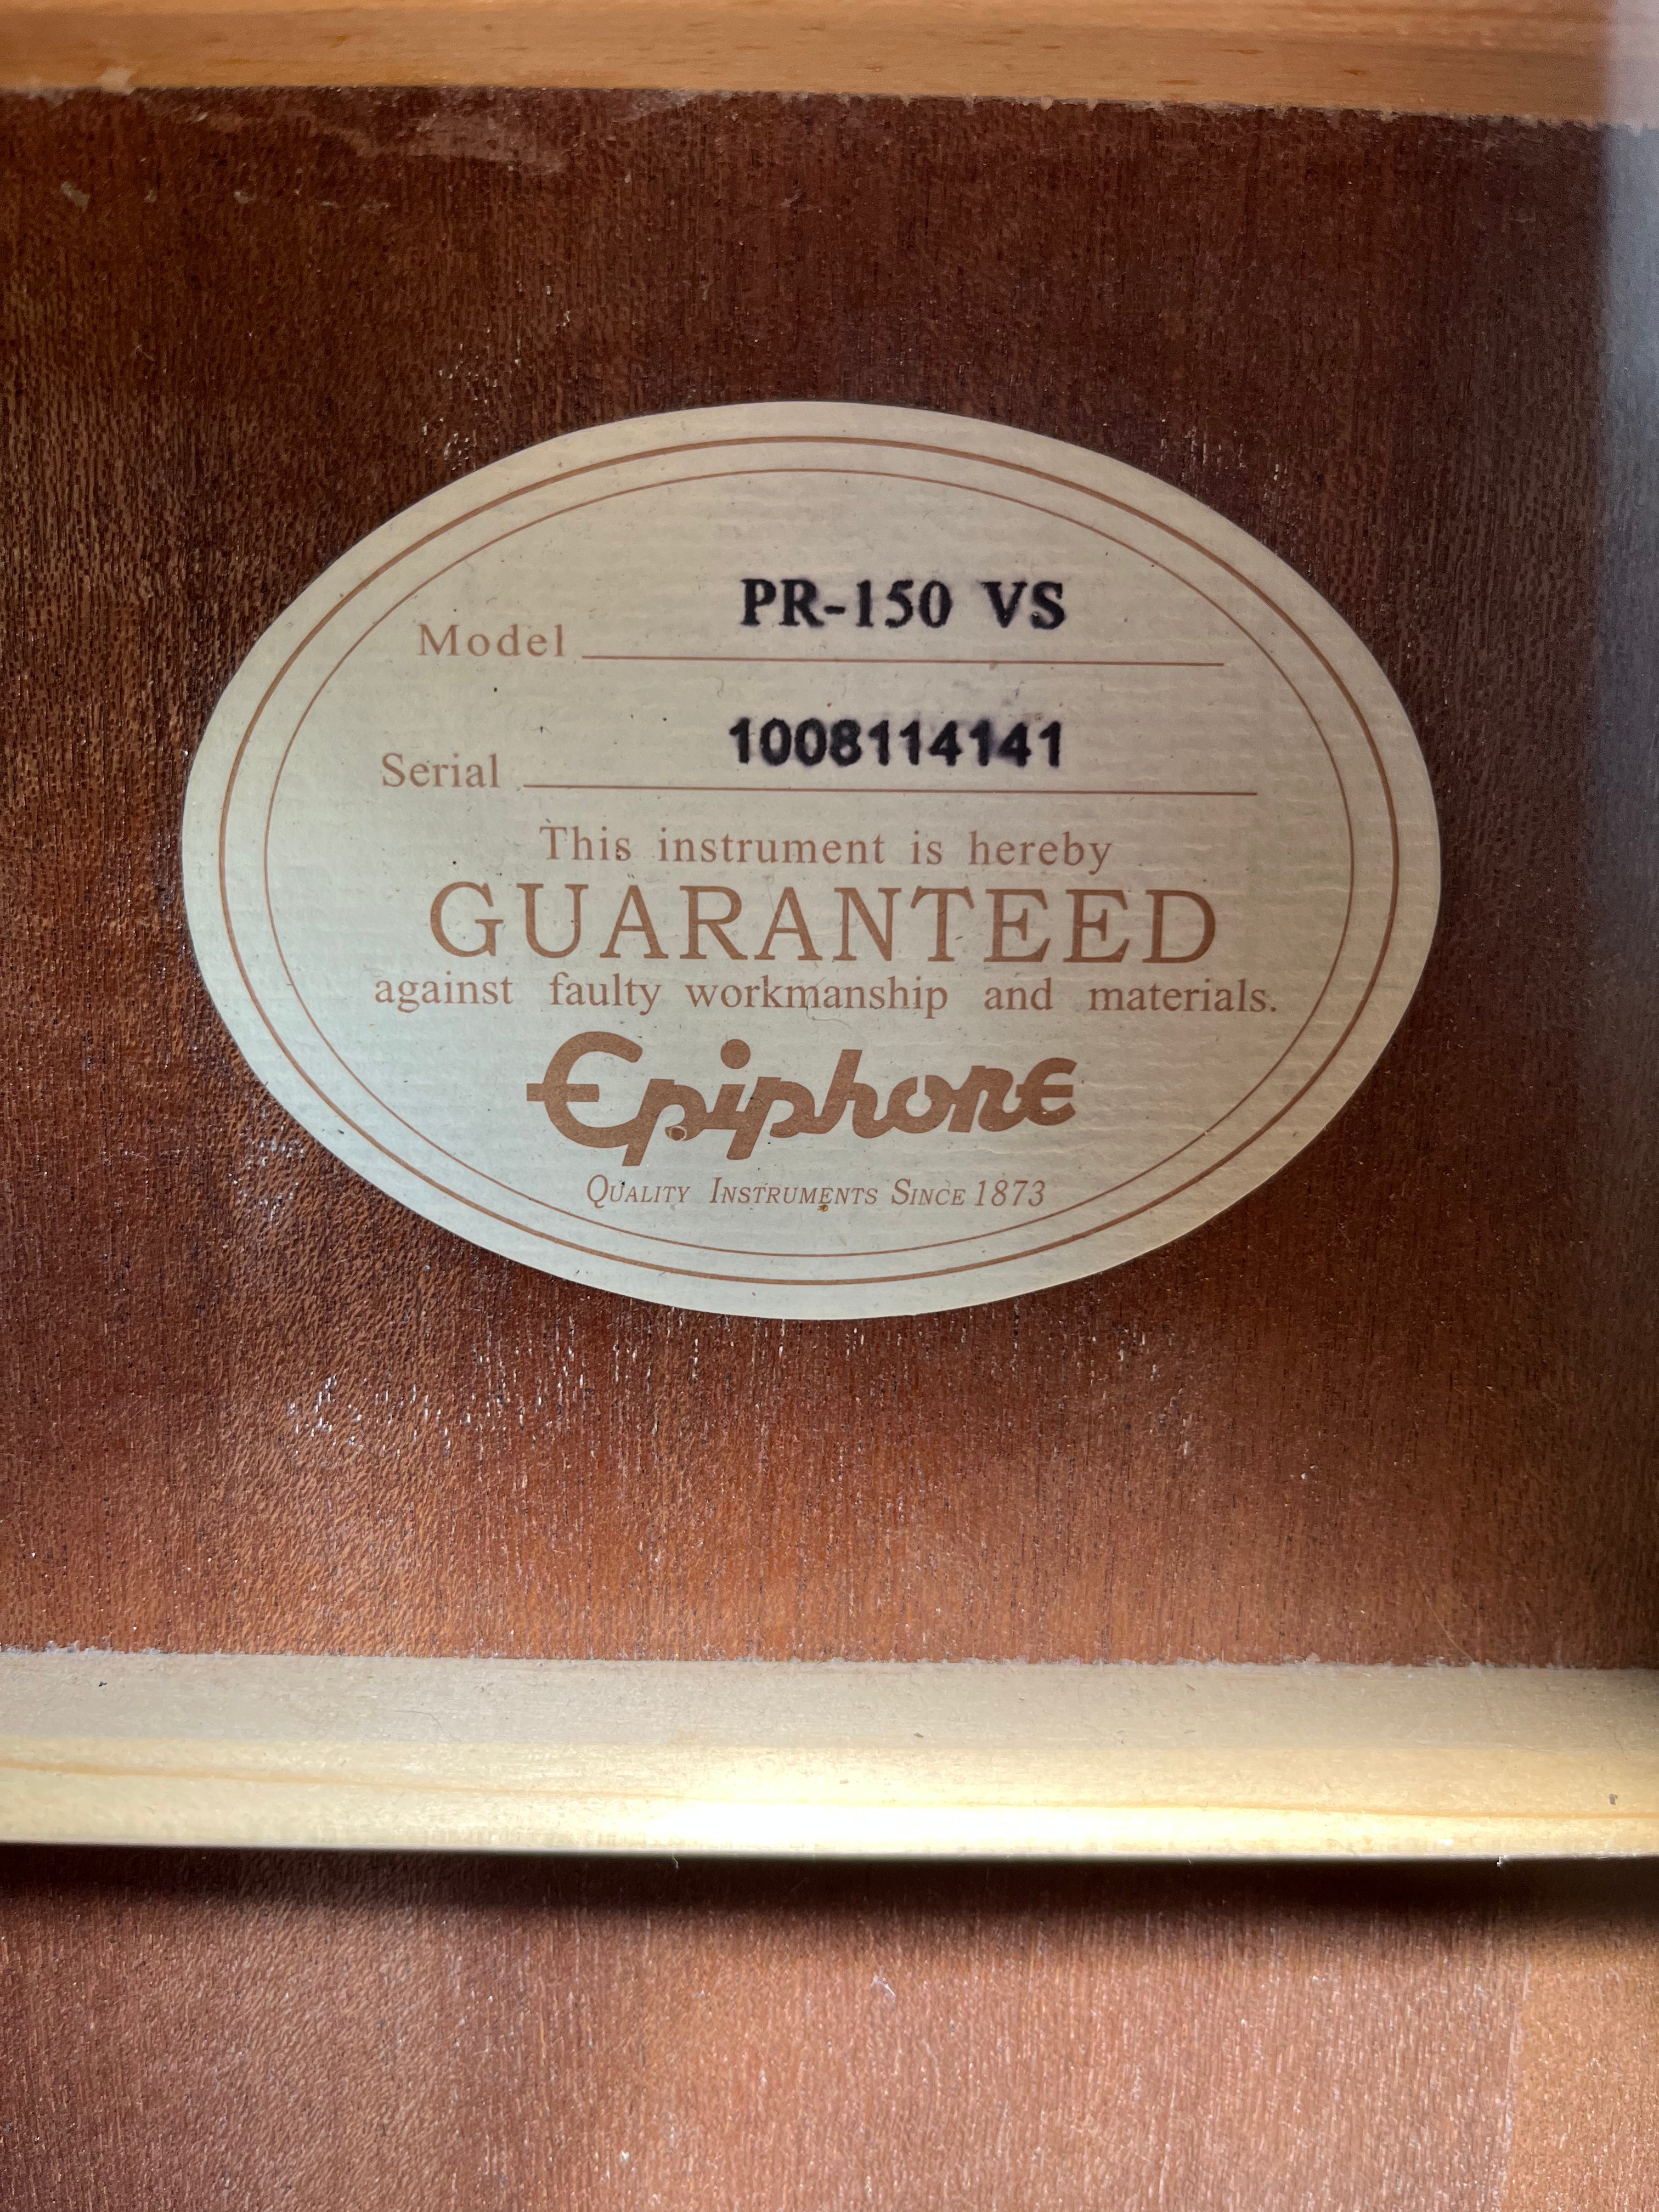 Model PR-150 VS
Serial 1008114141
This instrument is hereby
GUARANTEED
against faulty workmanship and materials.
Epiphone
QUALITY INSTRUMENTS SINCE 1873